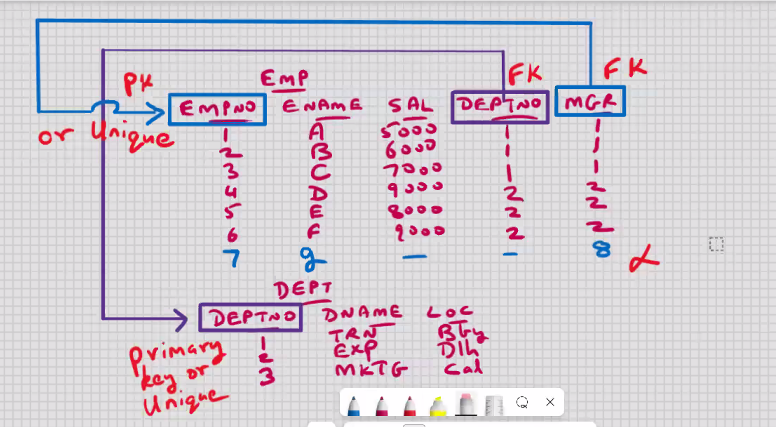 EMP
PK FK FK
EMPNO ENAME SAL DEPTNO MGR
or Unique
1 A 5000 1 1
2 B 6000 1 1
3 C 7000 1 1
4 D 9000 2 2
5 E 8000 2 2
6 F 9000 2 2
7 g — - 8
DEPT
DEPTNO DNAME LOC
1 TRN Bby
2 EXP Dlh
3 MKTG Cal
Primary
key or
Unique